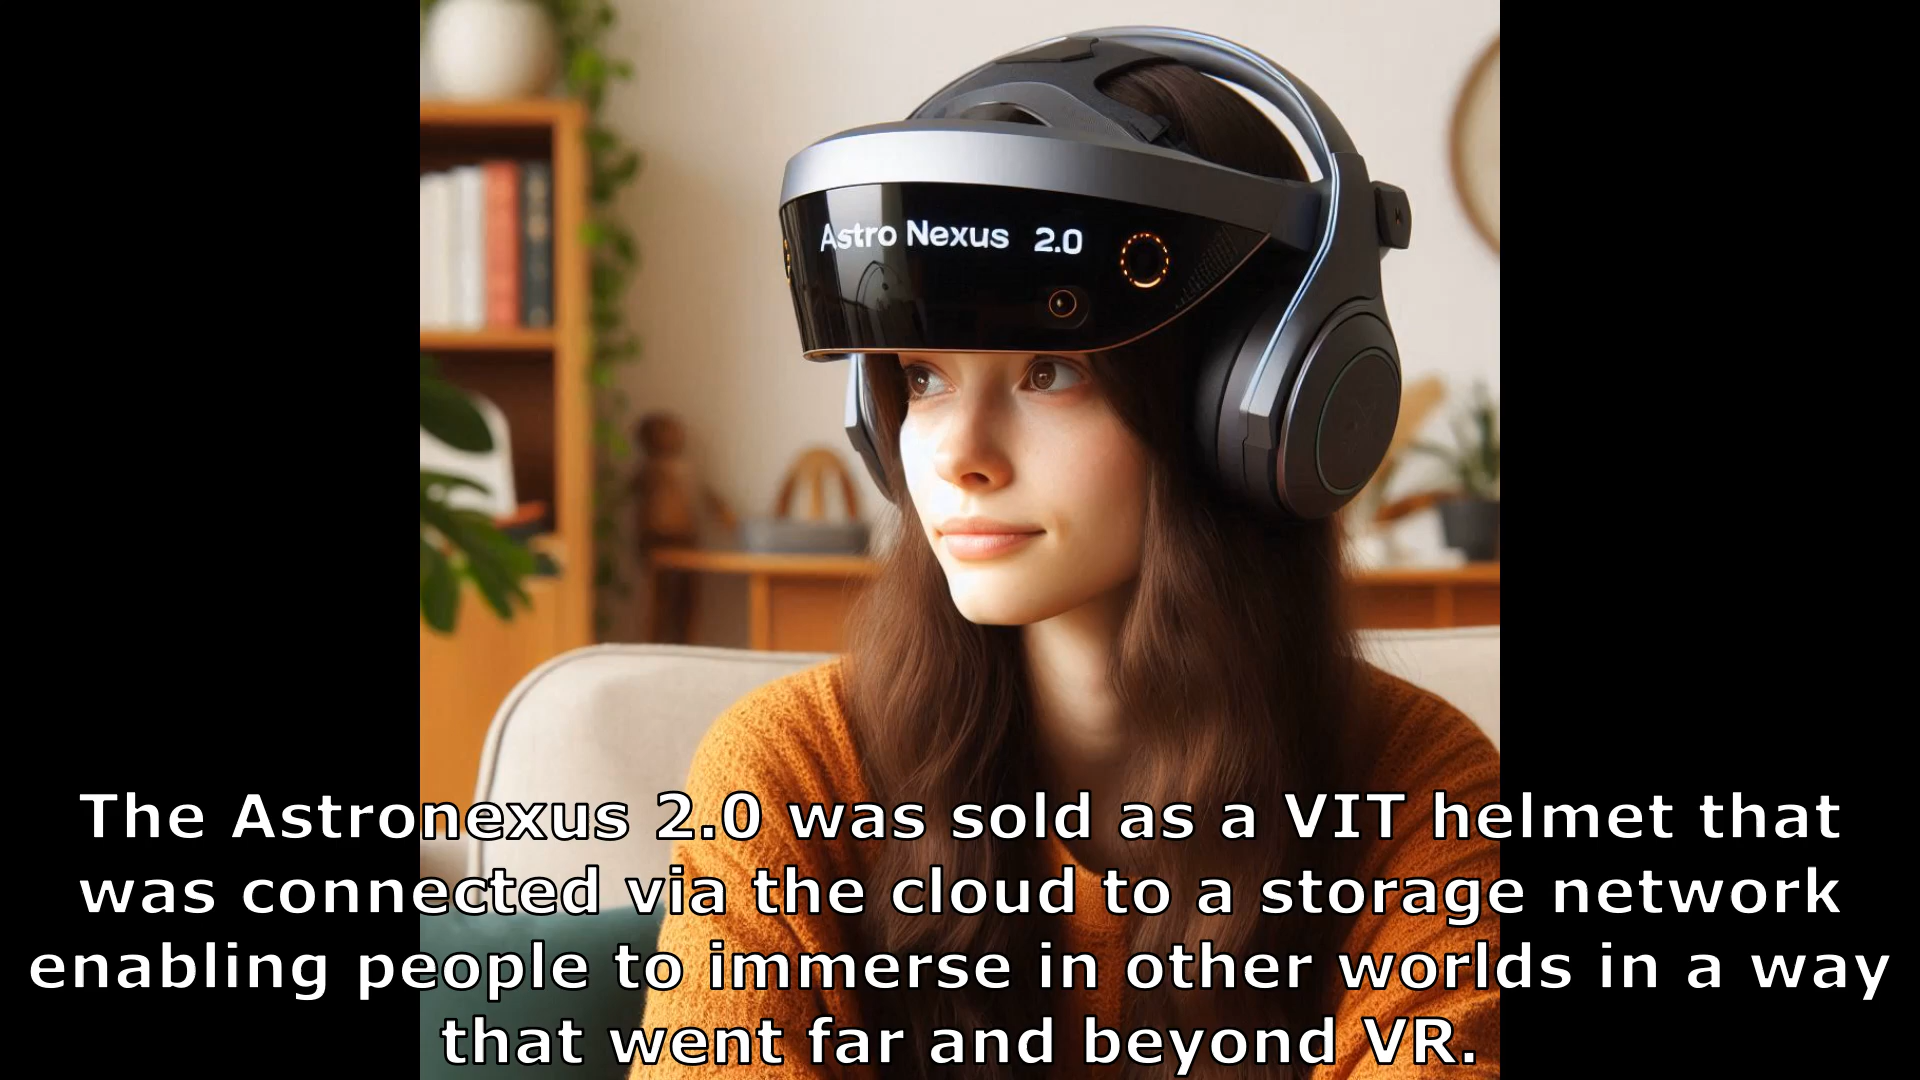 Astro Nexus 2.0
The Astronexus 2.0 was sold as a VIT helmet that
was connected via the cloud to a storage network
enabling people to immerse in other worlds in a way
that went far and beyond VR.